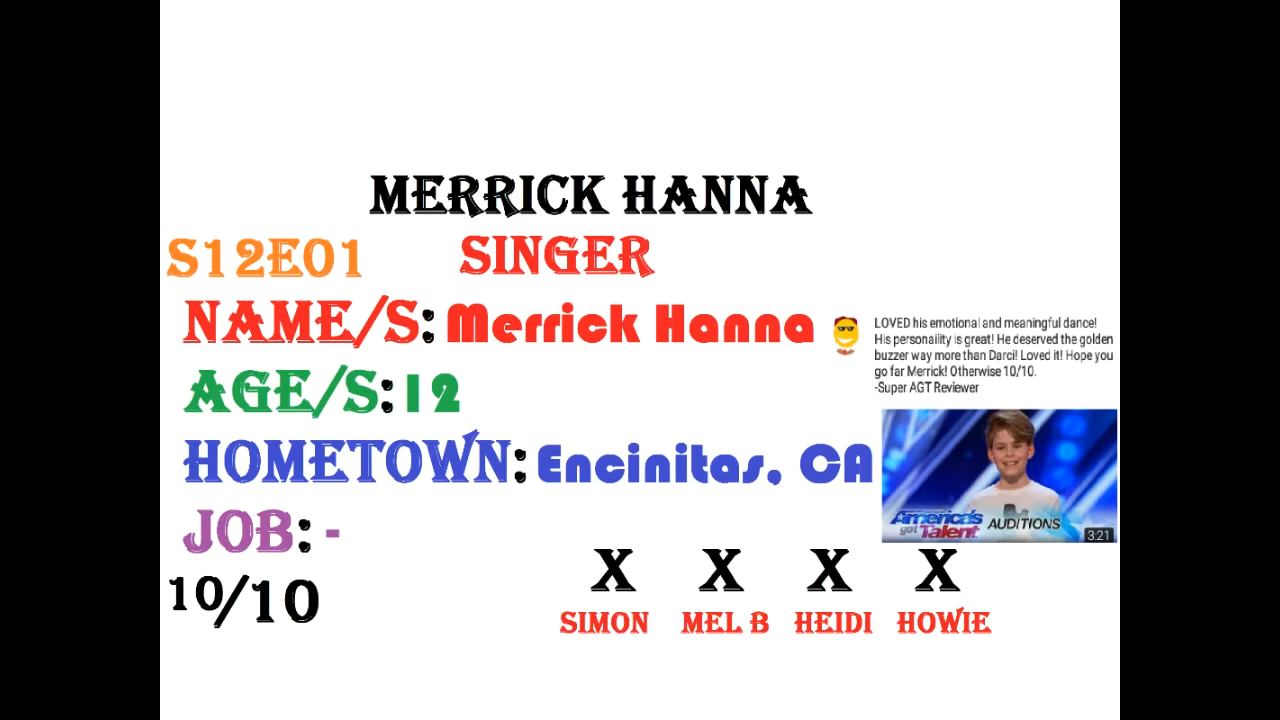 MERRICK HANNA
S12E01 SINGER
NAME/S: Merrick Hanna
AGE/S: 12
HOMETOWN: Encinitas, CA
JOB: -
10/10
LOVED his emotional and meaningful dance!
His personaility is great! He deserved the golden
buzzer way more than Darci! Loved it! Hope you
go far Merrick! Otherwise 10/10.
-Super AGT Reviewer
America's
got Talent AUDITIONS
3:21
X X X X
SIMON MEL B HEIDI HOWIE